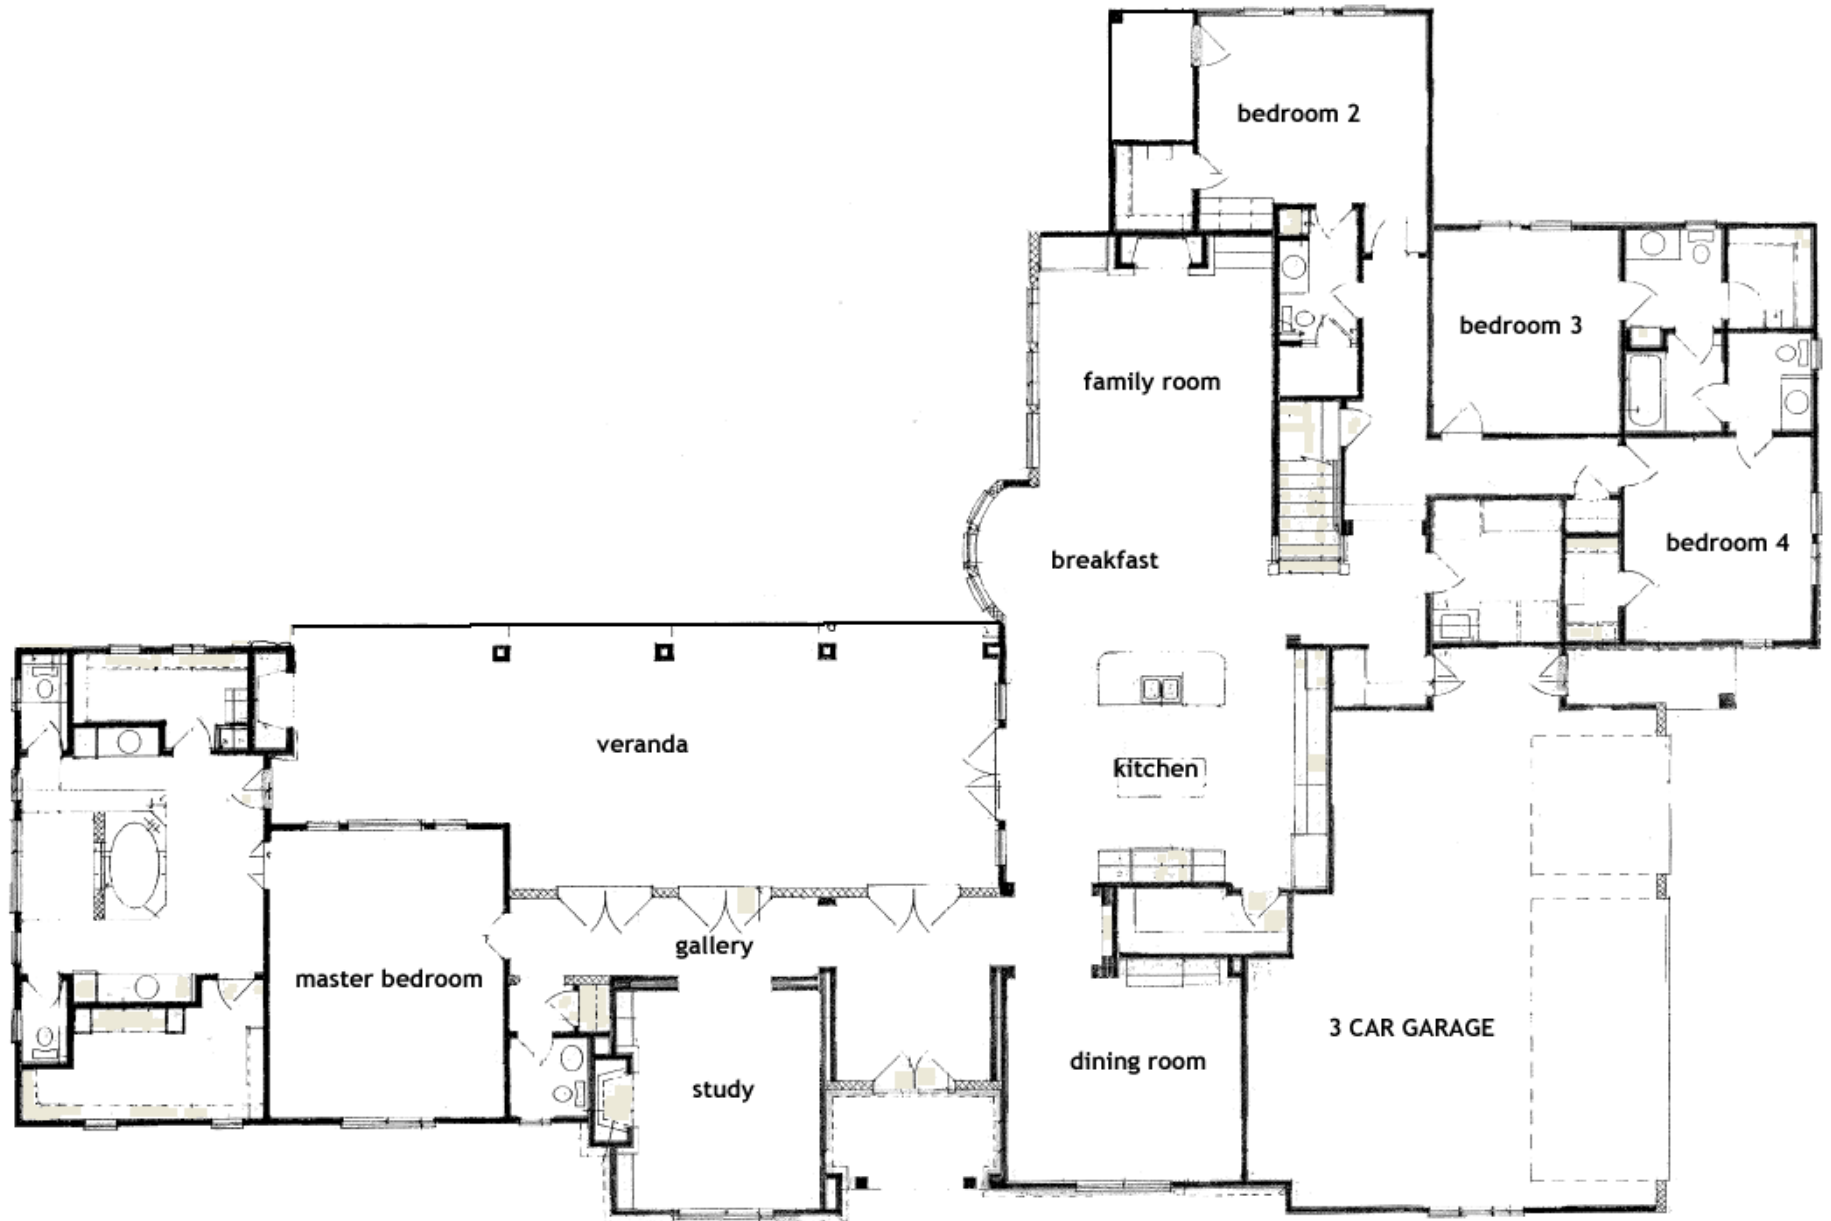 bedroom 2
bedroom 3
family room
bedroom 4
breakfast
veranda
kitchen
gallery
master bedroom
3 CAR GARAGE
dining room
study